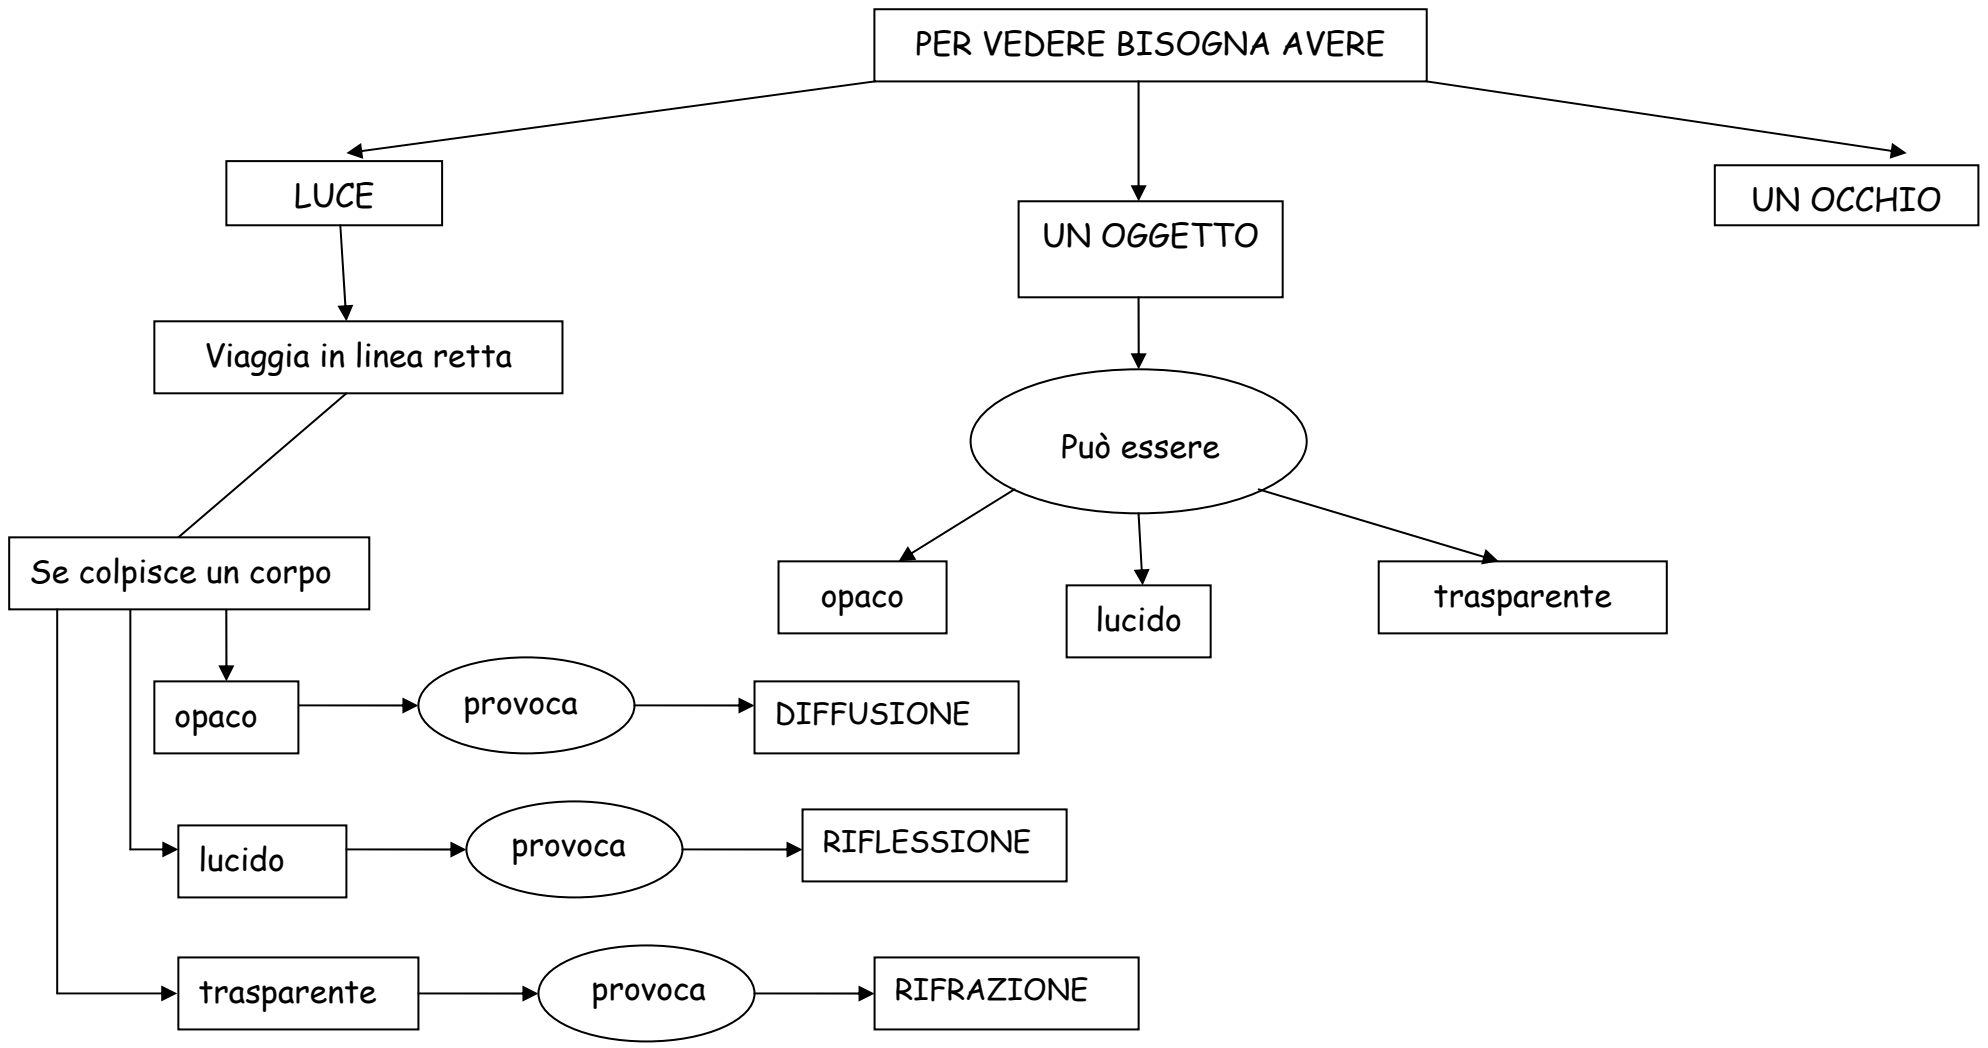 PER VEDERE BISOGNA AVERE
LUCE
UN OGGETTO
UN OCCHIO
Viaggia in linea retta
Può essere
Se colpisce un corpo
opaco
lucido
trasparente
opaco
provoca
DIFFUSIONE
lucido
provoca
RIFLESSIONE
trasparente
provoca
RIFRAZIONE